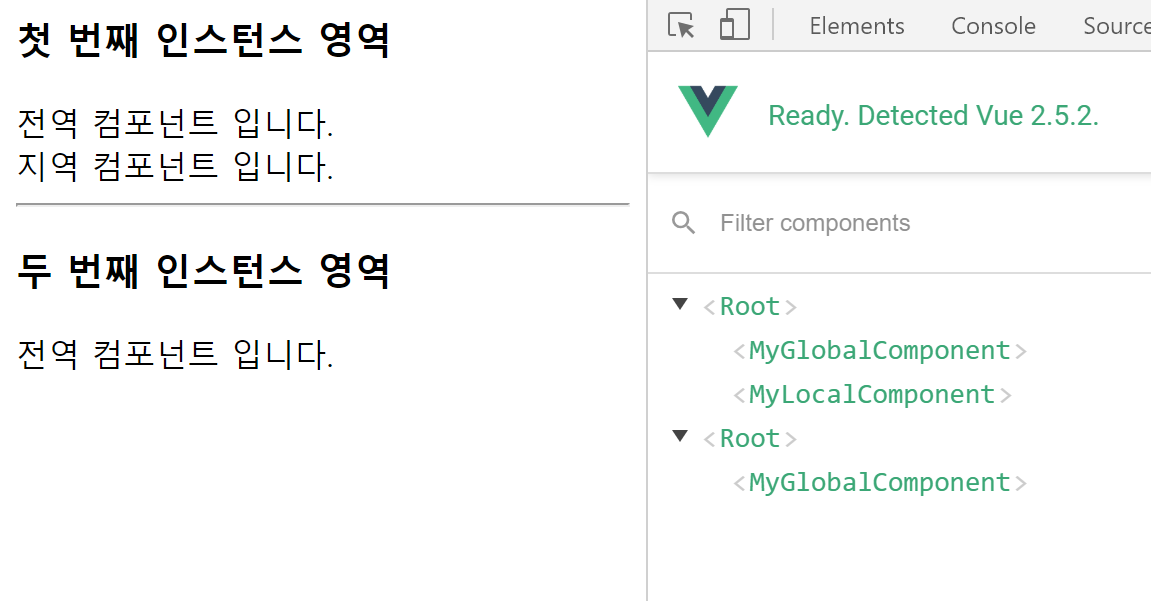 첫 번째 인스턴스 영역
전역 컴포넌트 입니다.
지역 컴포넌트 입니다.
두 번째 인스턴스 영역
전역 컴포넌트 입니다.
Elements Console Source
Ready. Detected Vue 2.5.2.
Filter components
<Root>
<MyGlobalComponent>
<MyLocalComponent>
<Root>
<MyGlobalComponent>